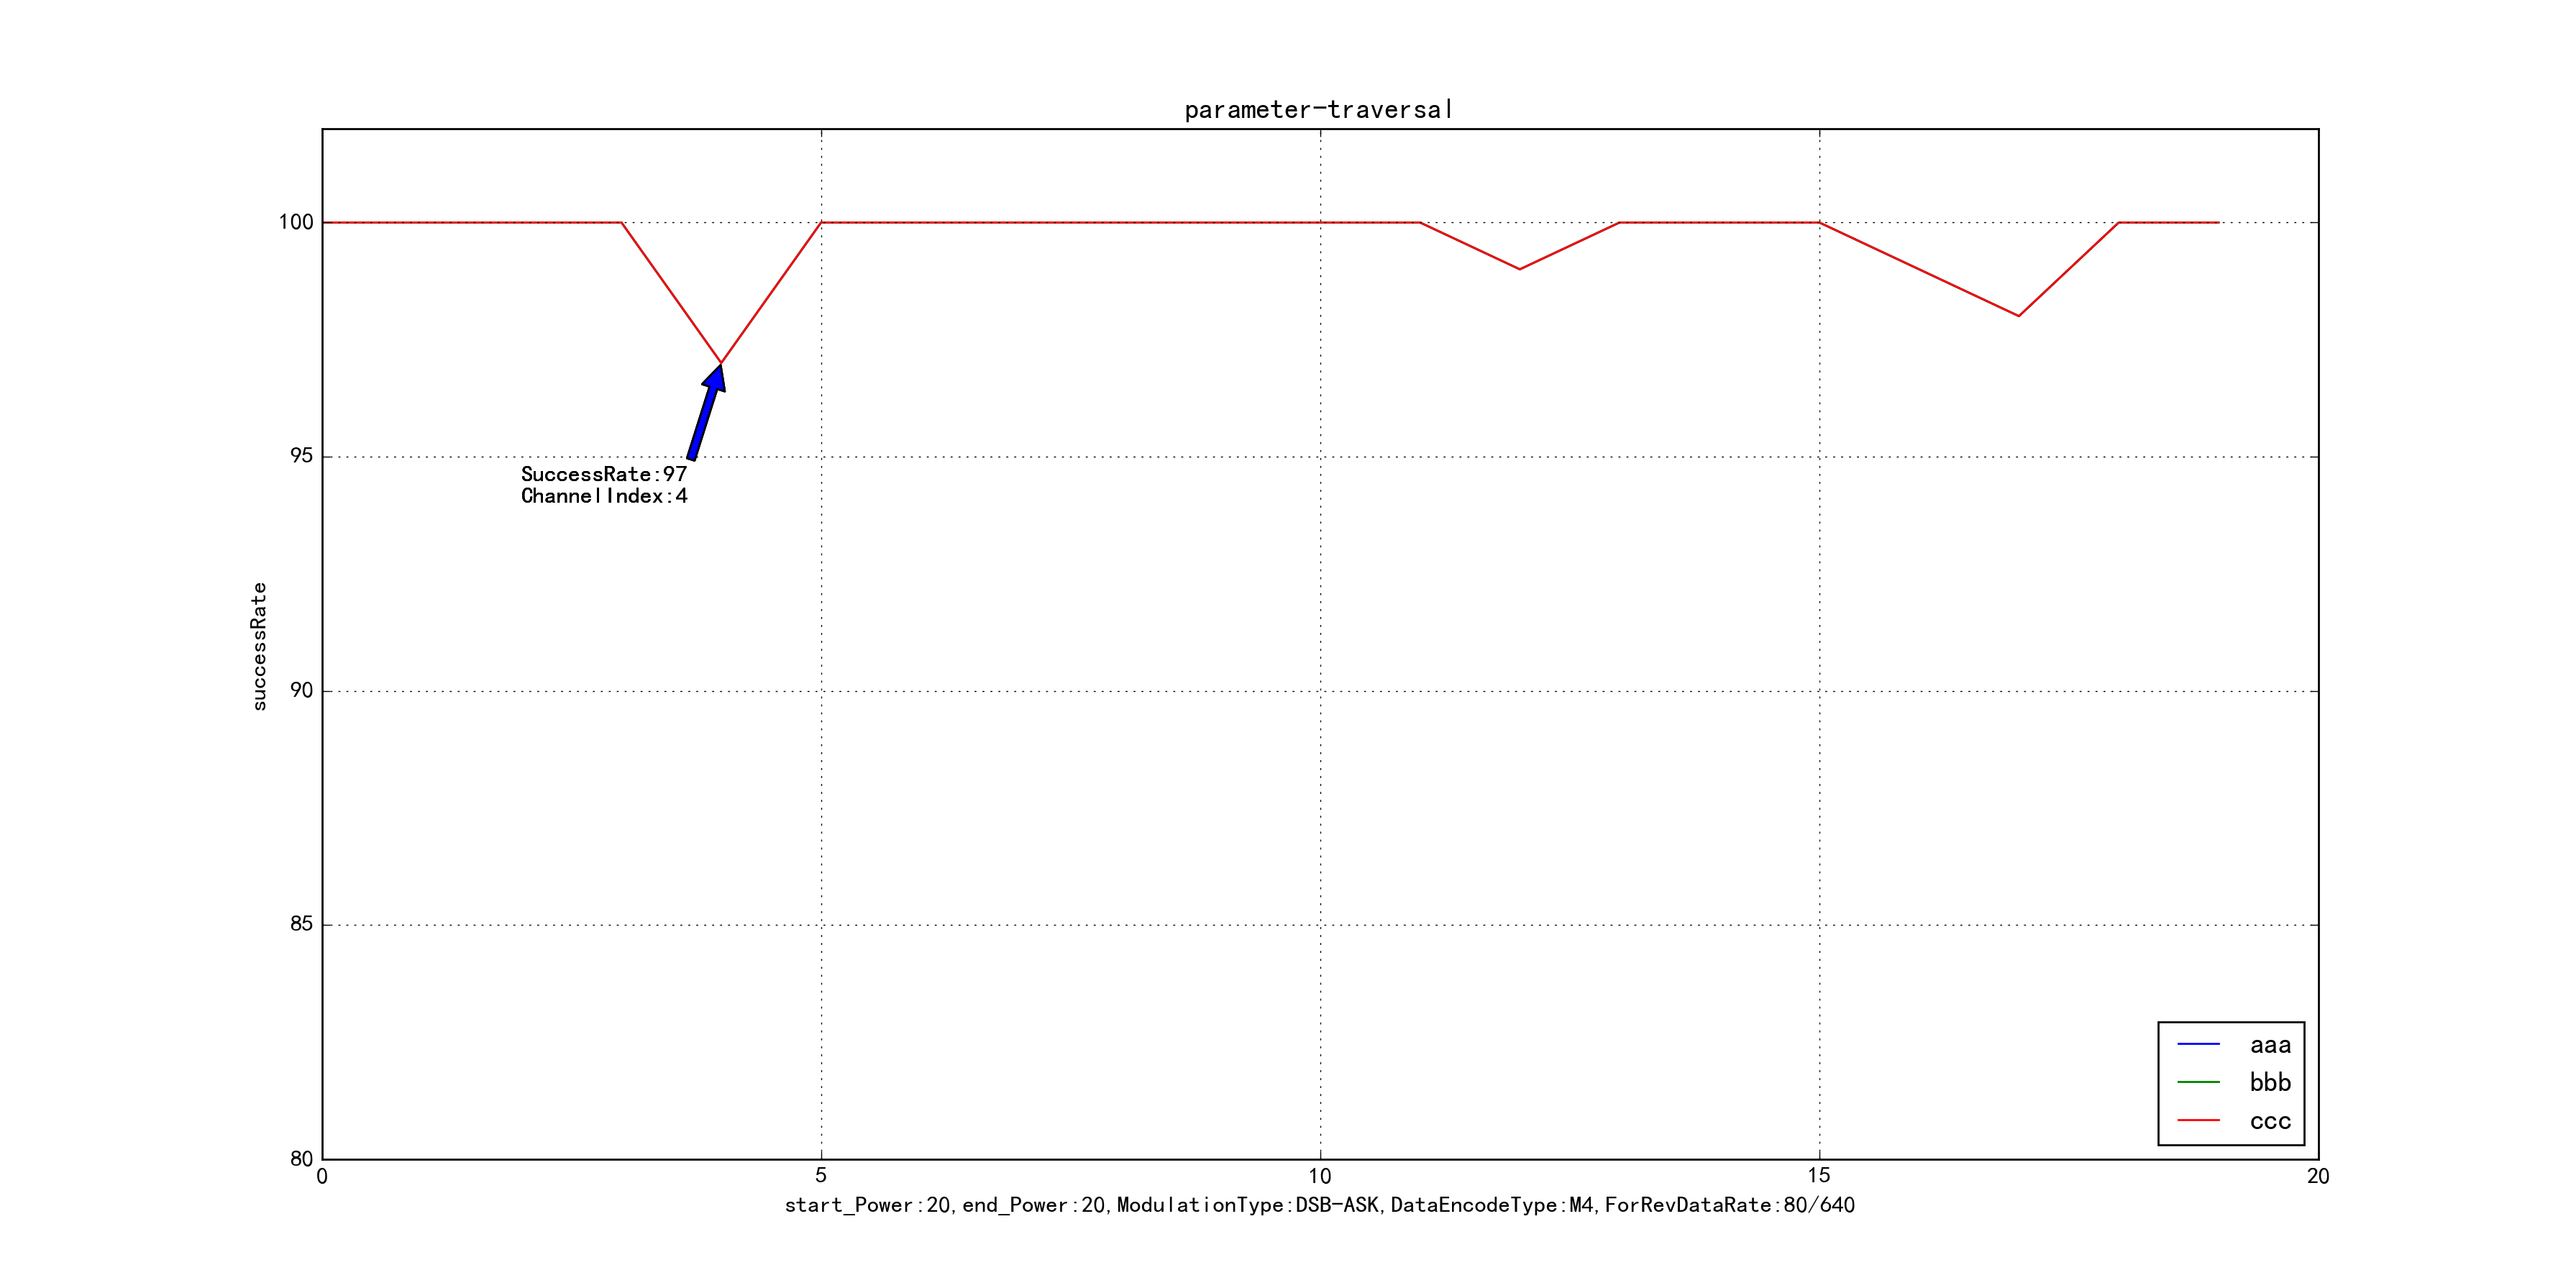 parameter-traversal
100
95
90
85
80
successRate
SuccessRate:97
ChannelIndex:4
aaa
bbb
ccc
0 5 10 15 20
start_Power:20,end_Power:20,ModulationType:DSB-ASK,DataEncodeType:M4,ForRevDataRate:80/640